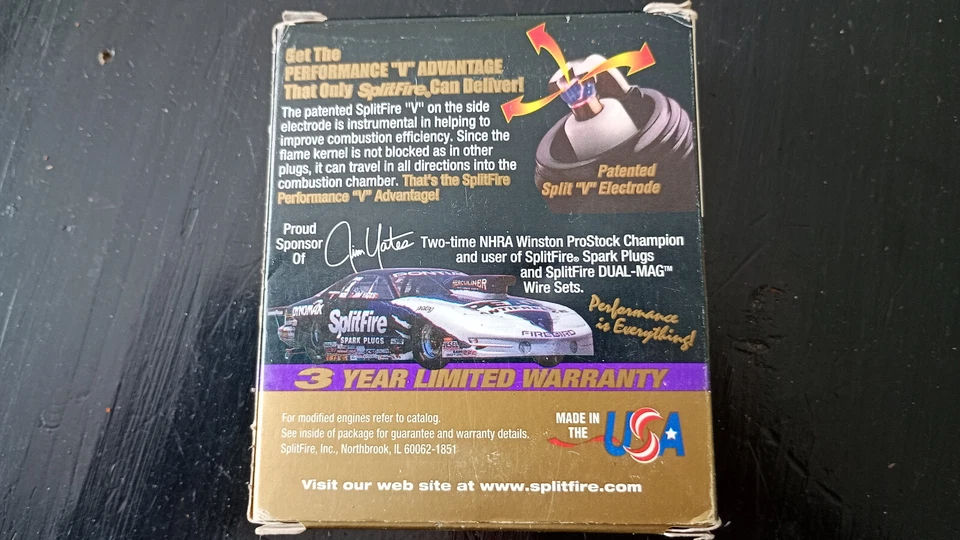 Get The
PERFORMANCE "V" ADVANTAGE
That Only SplitFire® Can Deliver!
The patented SplitFire "V" on the side
electrode is instrumental in helping to
improve combustion efficiency. Since the
flame kernel is not blocked as in other
plugs, it can travel in all directions into the
combustion chamber. That's the SplitFire
Performance "V" Advantage!
Patented
Split "V" Electrode
Proud
Sponsor
Of
Jim Yates
Two-time NHRA Winston ProStock Champion
and user of SplitFire® Spark Plugs
and SplitFire DUAL-MAG™
Wire Sets.
Performance
is Everything!
PONTIAC
HERCULINER
DYNOMAX
SplitFire
SPARK PLUGS
FIREBIRD
3 YEAR LIMITED WARRANTY
For modified engines refer to catalog.
See inside of package for guarantee and warranty details.
SplitFire, Inc., Northbrook, IL 60062-1851
MADE IN
THE
USA
Visit our web site at www.splitfire.com